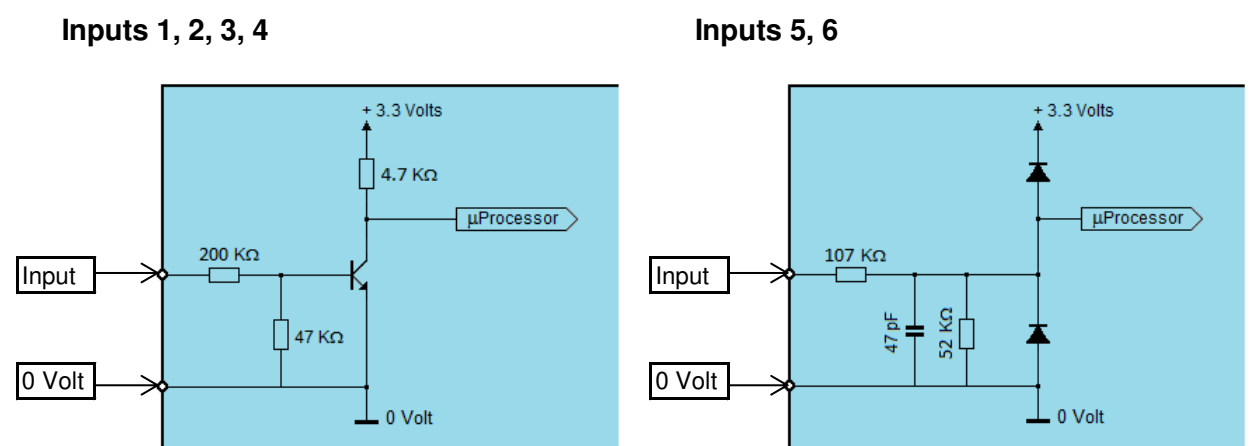 Inputs 1, 2, 3, 4
+ 3.3 Volts
4.7 KΩ
µProcessor
200 KΩ
Input
47 KΩ
0 Volt
0 Volt
Inputs 5, 6
+ 3.3 Volts
µProcessor
107 KΩ
Input
47 pF
52 KΩ
0 Volt
0 Volt